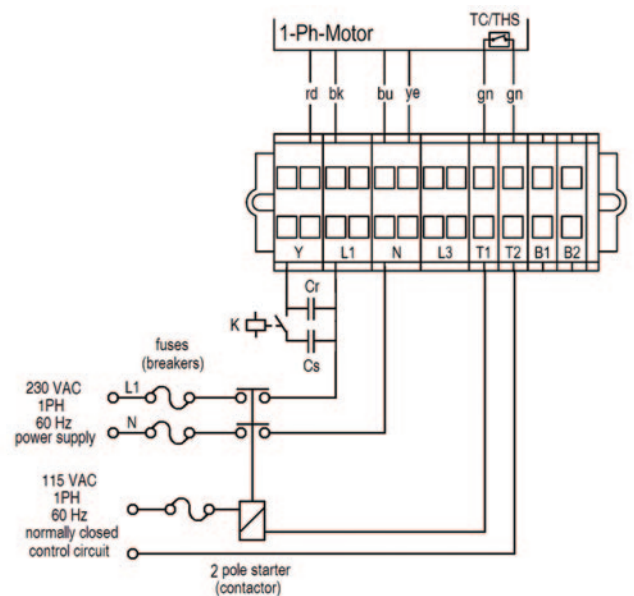 TC/THS
1-Ph-Motor
rd bk bu ye gn gn
Y L1 N L3 T1 T2 B1 B2
Cr
K
Cs
fuses
(breakers)
230 VAC
1PH
60 Hz
power supply
L1
N
115 VAC
1PH
60 Hz
normally closed
control circuit
2 pole starter
(contactor)